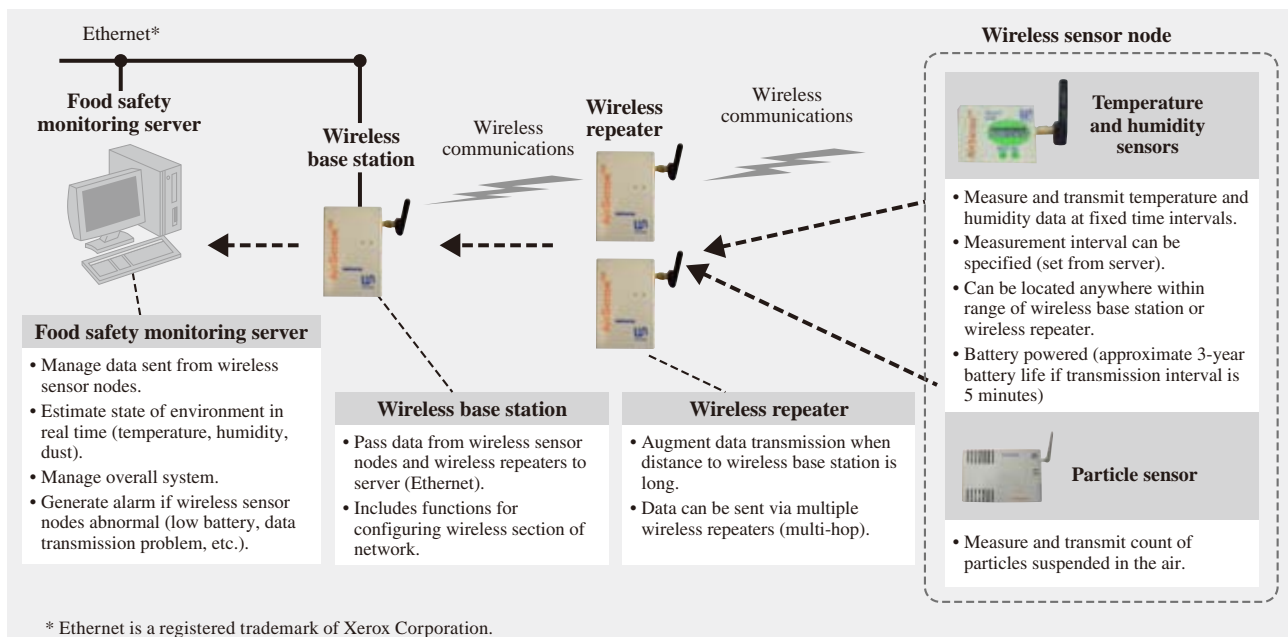 Ethernet*
Food safety
monitoring server
Wireless
base station
Wireless
communications
Wireless
repeater
Wireless
communications
Wireless sensor node
Temperature
and humidity
sensors
• Measure and transmit temperature and
humidity data at fixed time intervals.
• Measurement interval can be
specified (set from server).
• Can be located anywhere within
range of wireless base station or
wireless repeater.
• Battery powered (approximate 3-year
battery life if transmission interval is
5 minutes)
Particle sensor
• Measure and transmit count of
particles suspended in the air.
Food safety monitoring server
• Manage data sent from wireless
sensor nodes.
• Estimate state of environment in
real time (temperature, humidity,
dust).
• Manage overall system.
• Generate alarm if wireless sensor
nodes abnormal (low battery, data
transmission problem, etc.).
Wireless base station
• Pass data from wireless sensor
nodes and wireless repeaters to
server (Ethernet).
• Includes functions for
configuring wireless section of
network.
Wireless repeater
• Augment data transmission when
distance to wireless base station is
long.
• Data can be sent via multiple
wireless repeaters (multi-hop).
AirSense
AirSense
AirSense
AirSense
* Ethernet is a registered trademark of Xerox Corporation.